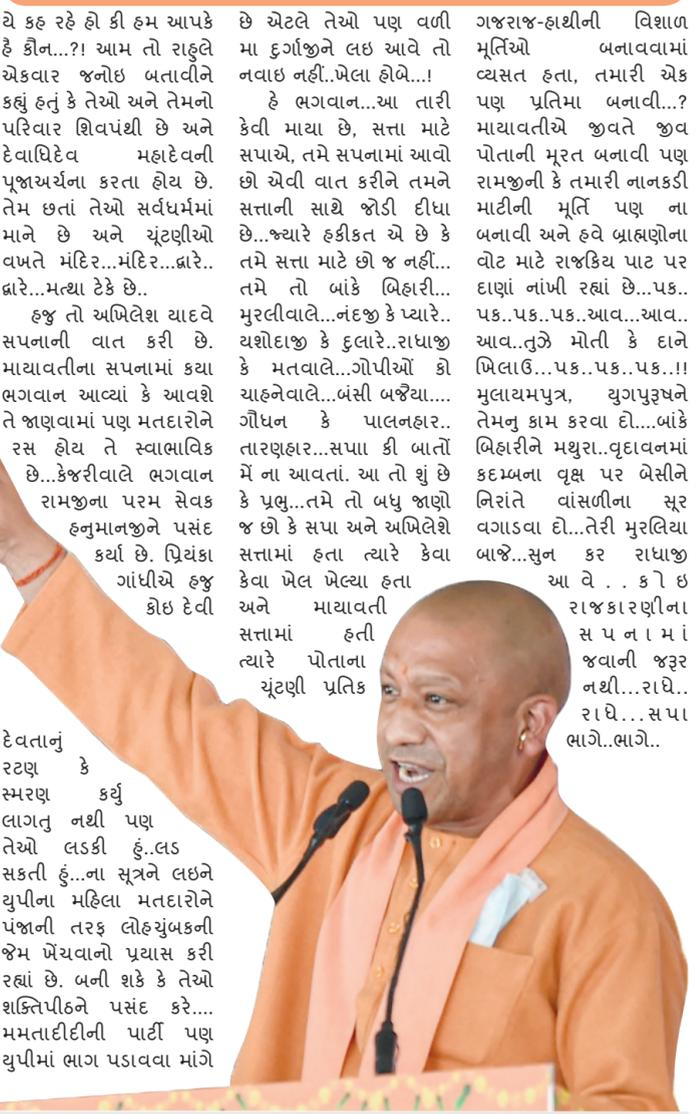 યે કહ રહે હો કી હમ આપકે
હૈ કૌન...?! આમ તો રાહુલે
એકવાર જનોઇ બતાવીને
કહ્યું હતું કે તેઓ અને તેમનો
પરિવાર શિવપંથી છે અને
દેવાધિદેવ મહાદેવની
પૂજાઅર્ચના કરતા હોય છે.
તેમ છતાં તેઓ સર્વધર્મમાં
માને છે અને ચૂંટણીઓ
વખતે મંદિર...મંદિર...દ્વારે..
દ્વારે...મત્થા ટેકે છે..
હજુ તો અખિલેશ યાદવે
સપનાની વાત કરી છે.
માયાવતીના સપનામાં કયા
ભગવાન આવ્યાં કે આવશે
તે જાણવામાં પણ મતદારોને
રસ હોય તે સ્વાભાવિક
છે...કેજરીવાલે ભગવાન
રામજીના પરમ સેવક
હનુમાનજીને પસંદ
કર્યા છે. પ્રિયંકા
ગાંધીએ હજુ
કોઇ દેવી
દેવતાનું
રટણ કે
સ્મરણ કર્યું
લાગતુ નથી પણ
તેઓ લડકી હું..લડ
સકતી હું...ના સૂત્રને લઇને
યુપીના મહિલા મતદારોને
પંજાની તરફ લોહચુંબકની
જેમ ખેંચવાનો પ્રયાસ કરી
રહ્યાં છે. બની શકે કે તેઓ
શક્તિપીઠને પસંદ કરે....
મમતાદીદીની પાર્ટી પણ
યુપીમાં ભાગ પડાવવા માંગે
છે એટલે તેઓ પણ વળી
મા દુર્ગાજીને લઇ આવે તો
નવાઇ નહીં..ખેલા હોબે...!
હે ભગવાન...આ તારી
કેવી માયા છે, સત્તા માટે
સપાએ, તમે સપનામાં આવો
છો એવી વાત કરીને તમને
સત્તાની સાથે જોડી દીધા
છે...જ્યારે હકીકત એ છે કે
તમે સત્તા માટે છો જ નહીં...
તમે તો બાંકે બિહારી...
મુરલીવાલે...નંદજી કે પ્યારે..
યશોદાજી કે દુલારે..રાધાજી
કે મતવાલે...ગોપીઓં કો
ચાહનેવાલે...બંસી બજૈયા....
ગૌધન કે પાલનહાર..
તારણહાર...સપાા કી બાતોં
મેં ના આવતાં. આ તો શું છે
કે પ્રભુ...તમે તો બધુ જાણો
જ છો કે સપા અને અખિલેશે
સત્તામાં હતા ત્યારે કેવા
કેવા ખેલ ખેલ્યા હતા
અને માયાવતી
સત્તામાં હતી
ત્યારે પોતાના
ચૂંટણી પ્રતિક
ગજરાજ-હાથીની વિશાળ
મૂર્તિઓ બનાવવામાં
વ્યસત હતા, તમારી એક
પણ પ્રતિમા બનાવી...?
માયાવતીએ જીવતે જીવ
પોતાની મૂરત બનાવી પણ
રામજીની કે તમારી નાનકડી
માટીની મૂર્તિ પણ ના
બનાવી અને હવે બ્રાહ્મણોના
વોટ માટે રાજકિય પાટ પર
દાણાં નાંખી રહ્યાં છે...પક..
પક..પક..પક..આવ...આવ..
આવ..તુઝે મોતી કે દાને
ખિલાઉ...પક..પક..પક..!!
મુલાયમપુત્ર, યુગપુરૂષને
તેમનુ કામ કરવા દો....બાંકે
બિહારીને મથુરા..વૃદાવનમાં
કદમ્બના વૃક્ષ પર બેસીને
નિરાંતે વાંસળીના સૂર
વગાડવા દો...તેરી મુરલિયા
બાજે...સુન કર રાધાજી
આ વે . . કો ઇ
રાજકારણીના
સ પ ના મા ં
જવાની જરૂર
નથી...રાધે..
રાધે...સપા
ભાગે..ભાગે..